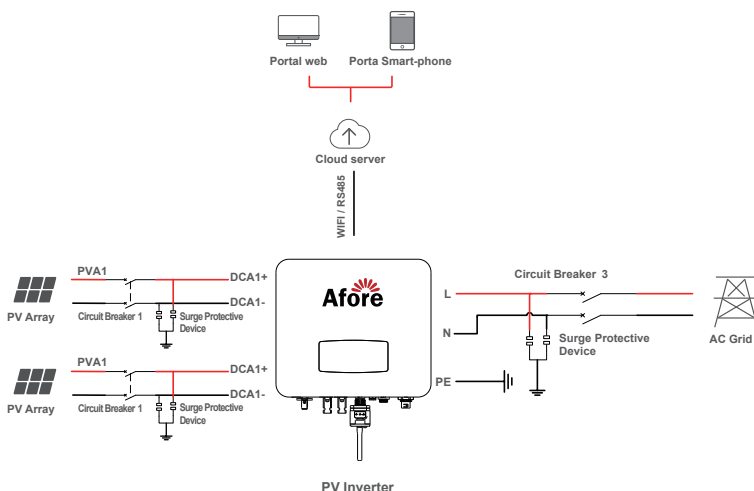 Portal web
Porta Smart-phone
Cloud server
WIFI / RS485
PVA1
DCA1+
DCA1-
PV Array
Circuit Breaker 1
Surge Protective
Device
PVA1
DCA1+
DCA1-
PV Array
Circuit Breaker 1
Surge Protective
Device
Afore
PV Inverter
L
N
PE
Circuit Breaker 3
Surge Protective
Device
AC Grid